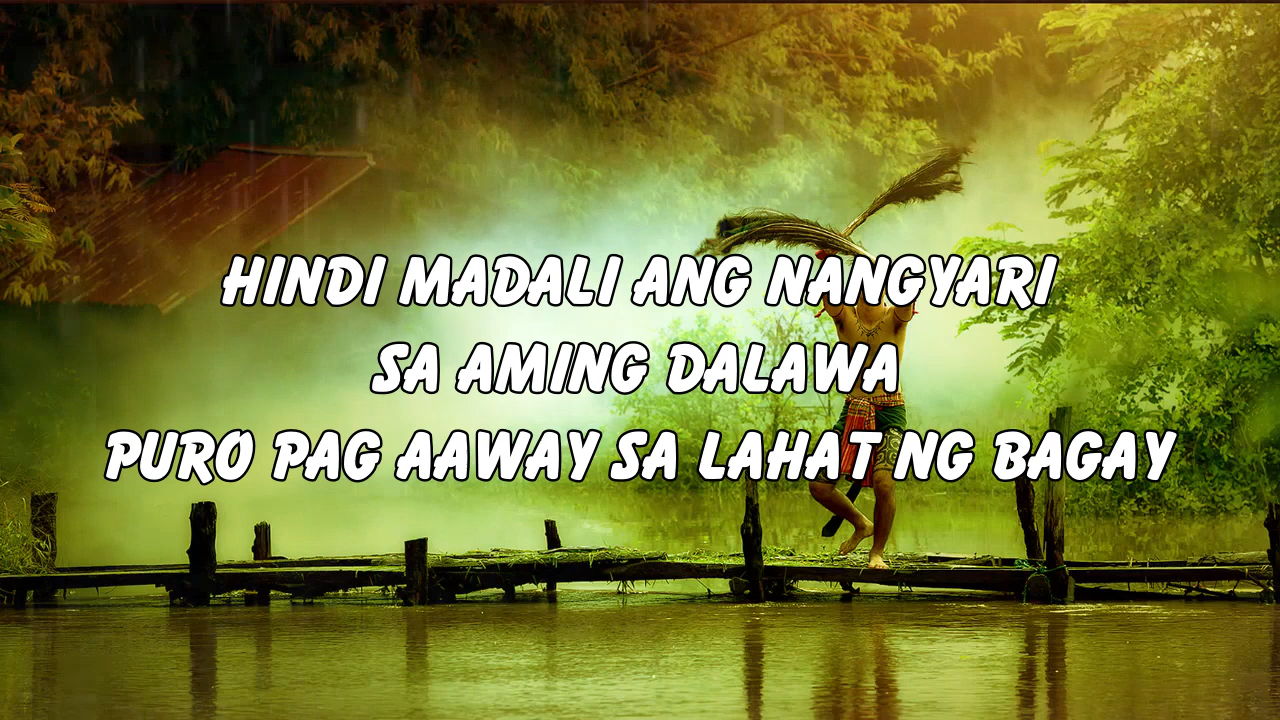 HINDI MADALI ANG NANGYARI
SA AMING DALAWA
PURO PAG AAWAY SA LAHAT NG BAGAY